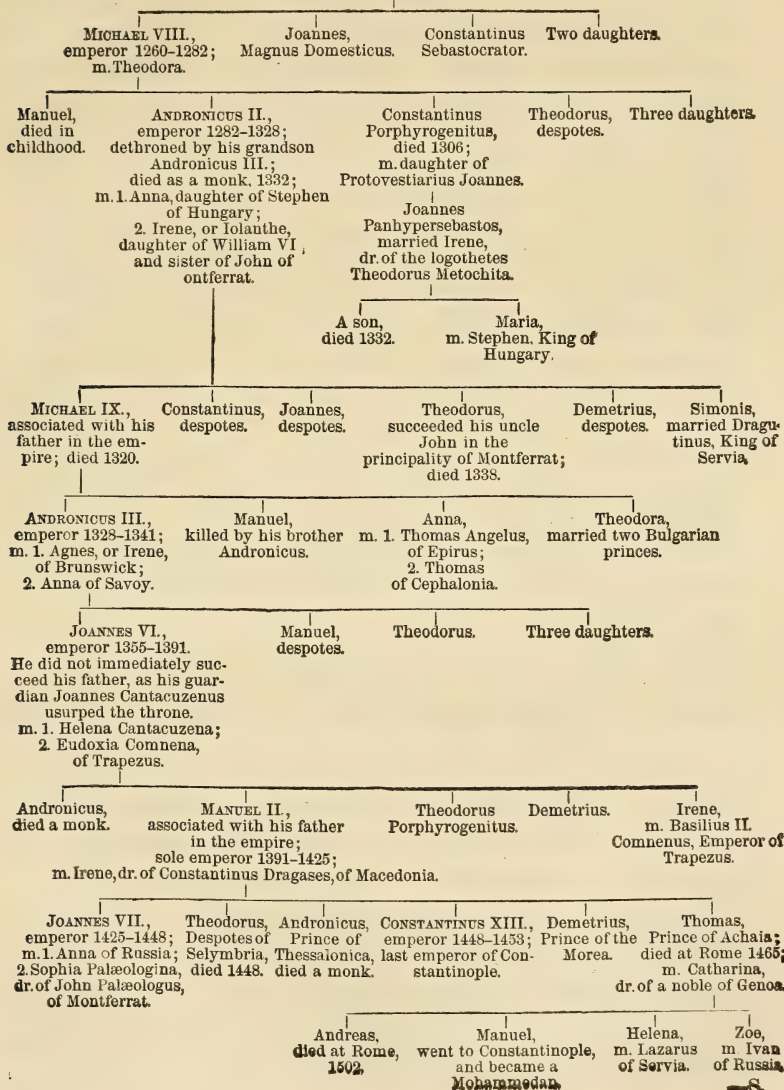 MICHAEL VIII.,
emperor 1260–1282;
m. Theodora.
Joannes,
Magnus Domesticus.
Constantinus
Sebastocrator.
Two daughters.
Manuel,
died in
childhood.
ANDRONICUS II.,
emperor 1282–1328;
dethroned by his grandson
Andronicus III.;
died as a monk. 1332;
m. 1. Anna, daughter of Stephen
of Hungary;
2. Irene, or Iolanthe,
daughter of William VI
and sister of John of
ontferrat.
Constantinus
Porphyrogenitus,
died 1306;
m. daughter of
Protovestiarius Joannes.
Joannes
Panhypersebastos,
married Irene,
dr. of the logothetes
Theodorus Metochita.
Theodorus,
despotes.
Three daughters.
A son,
died 1332.
Maria,
m. Stephen, King of
Hungary.
MICHAEL IX.,
associated with his
father in the em-
pire; died 1320.
Constantinus,
despotes.
Joannes,
despotes.
Theodorus,
succeeded his uncle
John in the
principality of Montferrat;
died 1338.
Demetrius,
despotes.
Simonis,
married Dragu-
tinus, King of
Servia.
ANDRONICUS III.,
emperor 1328–1341;
m. 1. Agnes, or Irene,
of Brunswick;
2. Anna of Savoy.
Manuel,
killed by his brother
Andronicus.
Anna,
m. 1. Thomas Angelus,
of Epirus;
2. Thomas
of Cephalonia.
Theodora,
married two Bulgarian
princes.
JOANNES VI.,
emperor 1355–1391.
He did not immediately suc-
ceed his father, as his guar-
dian Joannes Cantacuzenus
usurped the throne.
m. 1. Helena Cantacuzena;
2. Eudoxia Comnena,
of Trapezus.
Manuel,
despotes.
Theodorus.
Three daughters.
Andronicus,
died a monk.
MANUEL II.,
associated with his father
in the empire;
sole emperor 1391–1425;
m. Irene, dr. of Constantinus Dragases, of Macedonia.
Theodorus
Porphyrogenitus.
Demetrius.
Irene,
m. Basilius II.
Comnenus, Emperor of
Trapezus.
JOANNES VII.,
emperor 1425–1448;
m. 1. Anna of Russia;
2. Sophia Palæologina,
dr. of John Palæologus,
of Montferrat.
Theodorus,
Despotes of
Selymbria,
died 1448.
Andronicus,
Prince of
Thessalonica,
died a monk.
CONSTANTINUS XIII.,
emperor 1448–1453;
last emperor of Con-
stantinople.
Demetrius,
Prince of the
Morea.
Thomas,
Prince of Achaia;
died at Rome 1465;
m. Catharina,
dr. of a noble of Genoa.
Andreas,
died at Rome,
1502.
Manuel,
went to Constantinople,
and became a
Mohammedan.
Helena,
m. Lazarus
of Servia.
Zoe,
m Ivan
of Russia.
S